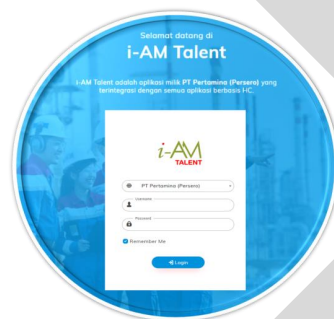 Selamat datang di
i-AM Talent
i-AM Talent adalah aplikasi milik PT Pertamina (Persero) yang
terintegrasi dengan semua aplikasi berbasis HC.
i-AM
TALENT
PT Pertamina (Persero)
Username
Password
Remember Me
Login